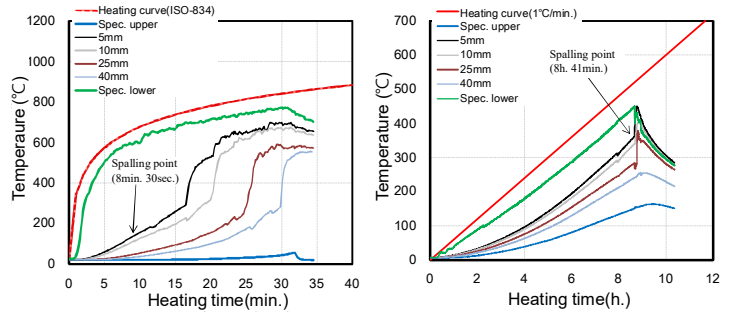 Heating curve(ISO-834)
Spec. upper
5mm
10mm
25mm
40mm
Spec. lower
1200
1000
800
600
400
200
0
0 5 10 15 20 25 30 35 40
Temperaure (℃)
Heating time(min.)
Spalling point
(8min. 30sec.)
Heating curve(1℃/min.)
Spec. upper
5mm
10mm
25mm
40mm
Spec. lower
700
600
500
400
300
200
100
0
0 2 4 6 8 10 12
Temperature (℃)
Heating time(h.)
Spalling point
(8h. 41min.)